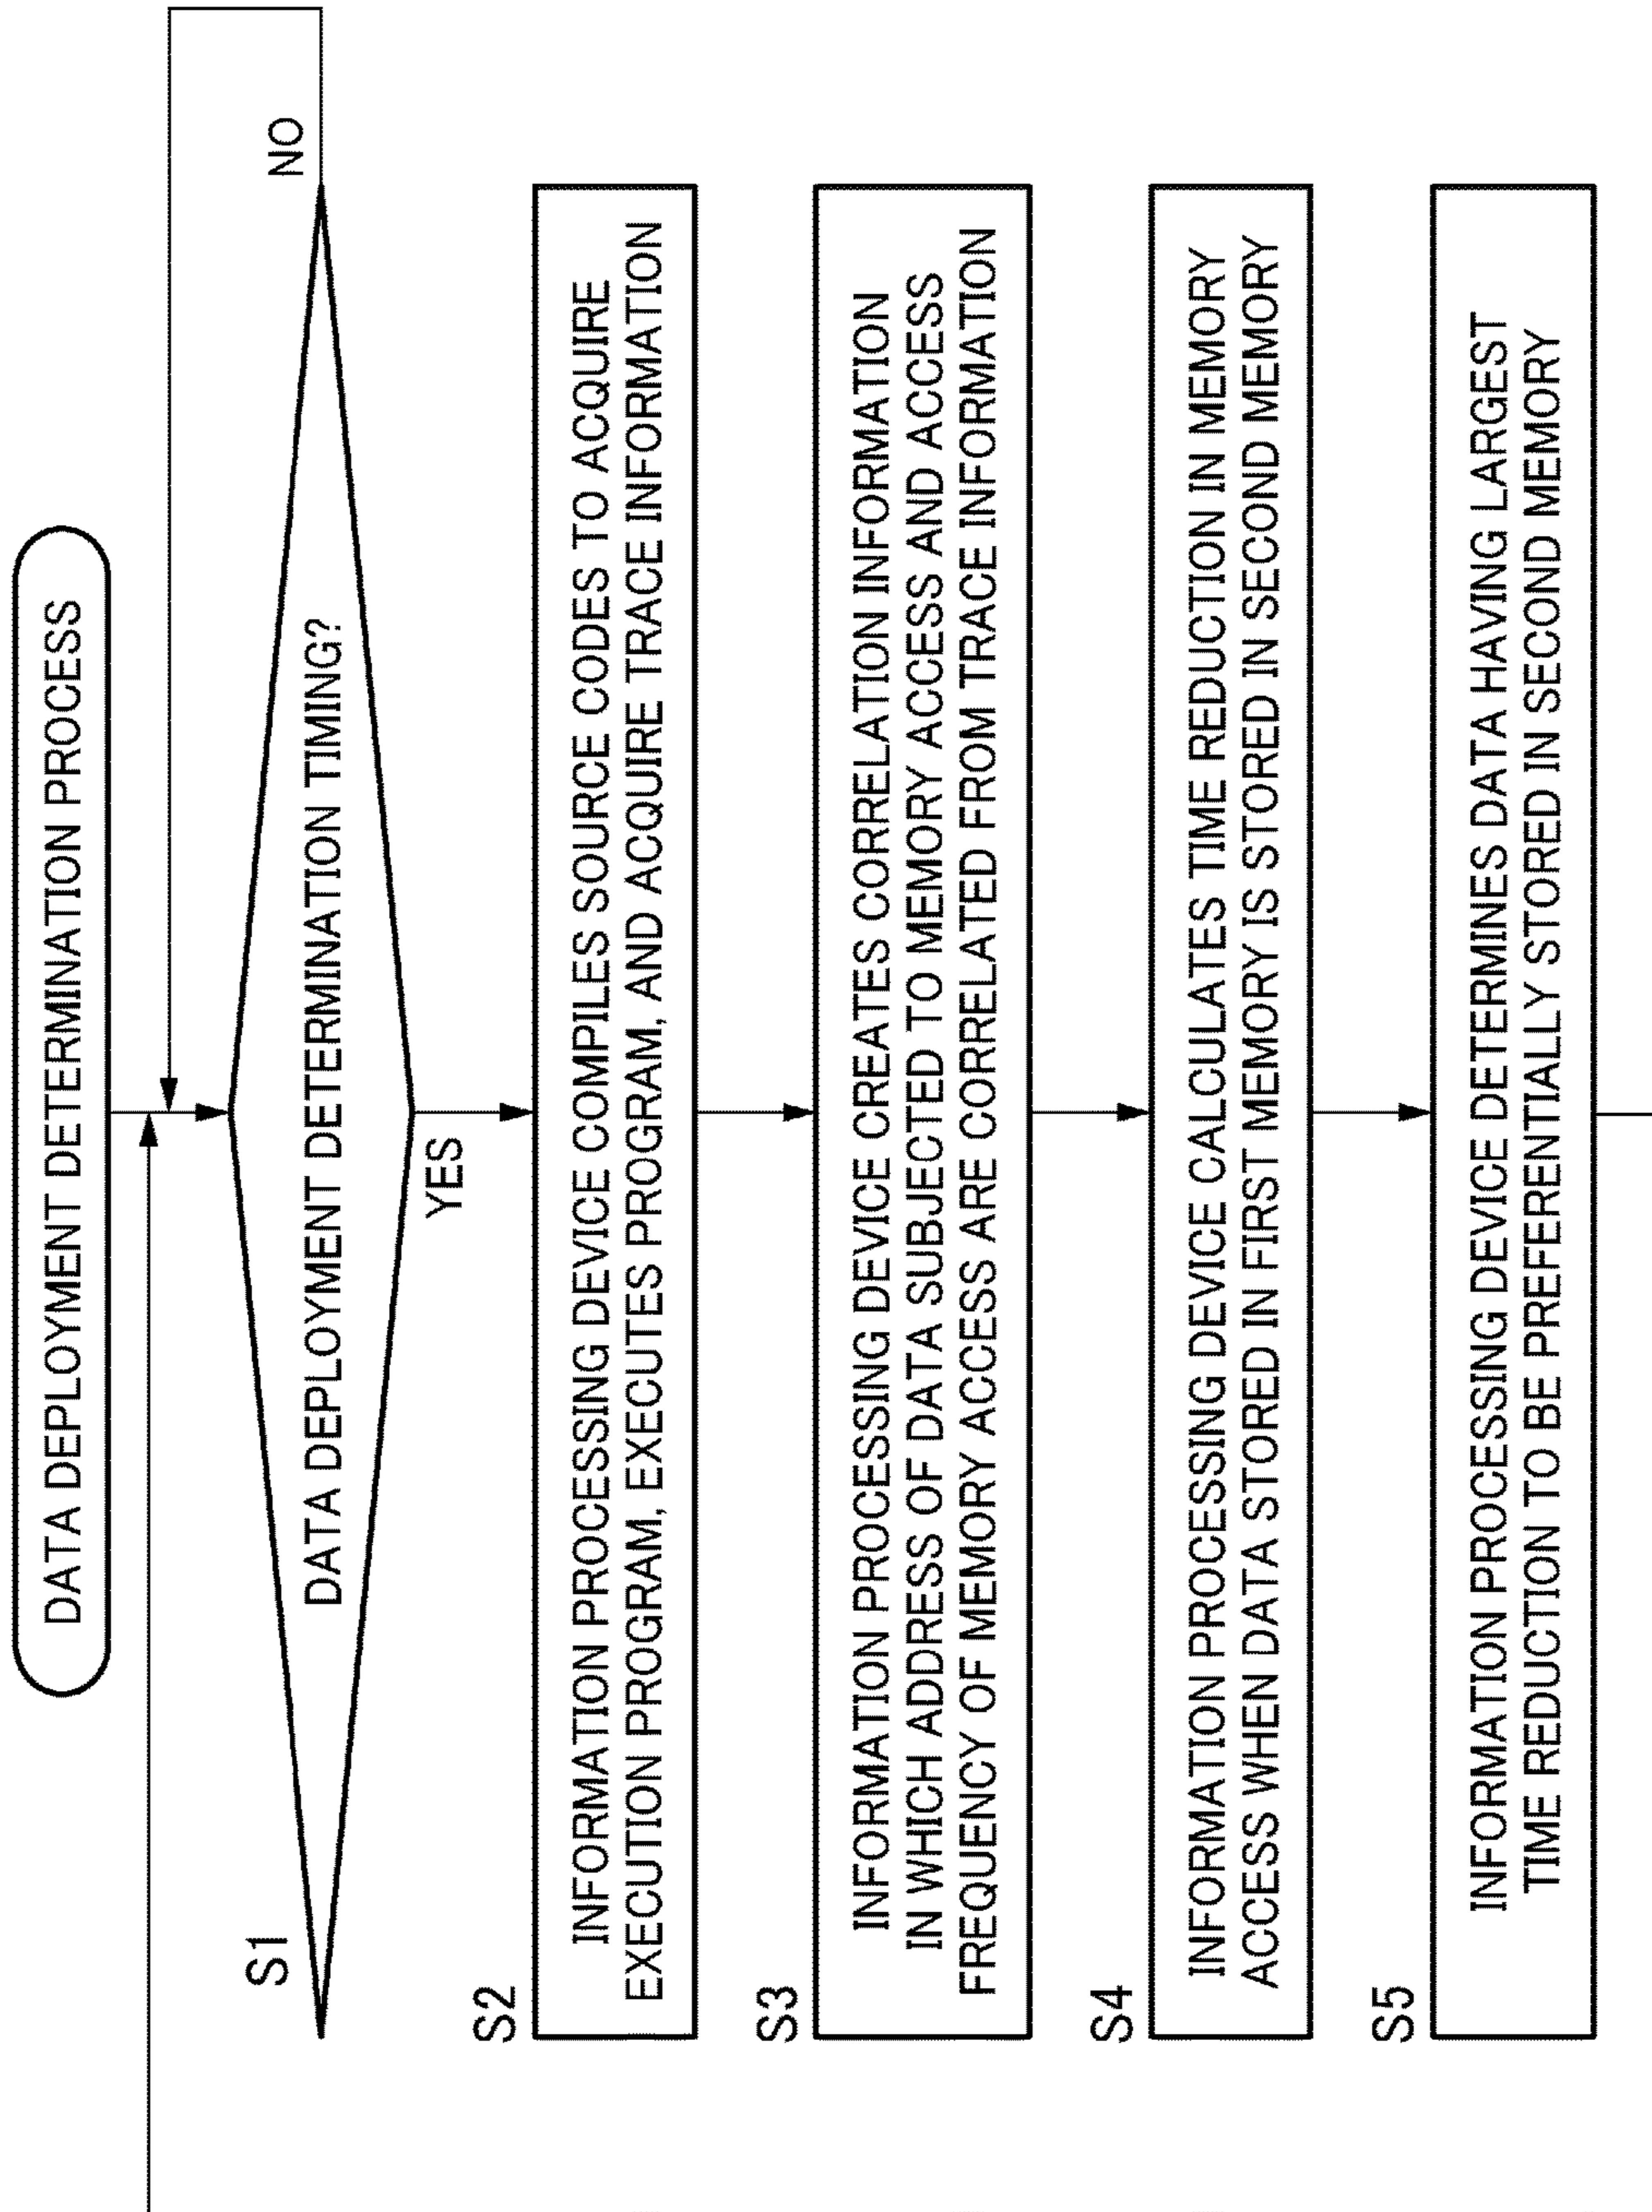 DATA DEPLOYMENT DETERMINATION PROCESS
S1
DATA DEPLOYMENT DETERMINATION TIMING?
NO
YES
S2
INFORMATION PROCESSING DEVICE COMPILES SOURCE CODES TO ACQUIRE
EXECUTION PROGRAM, EXECUTES PROGRAM, AND ACQUIRE TRACE INFORMATION
S3
INFORMATION PROCESSING DEVICE CREATES CORRELATION INFORMATION
IN WHICH ADDRESS OF DATA SUBJECTED TO MEMORY ACCESS AND ACCESS
FREQUENCY OF MEMORY ACCESS ARE CORRELATED FROM TRACE INFORMATION
S4
INFORMATION PROCESSING DEVICE CALCULATES TIME REDUCTION IN MEMORY
ACCESS WHEN DATA STORED IN FIRST MEMORY IS STORED IN SECOND MEMORY
S5
INFORMATION PROCESSING DEVICE DETERMINES DATA HAVING LARGEST
TIME REDUCTION TO BE PREFERENTIALLY STORED IN SECOND MEMORY